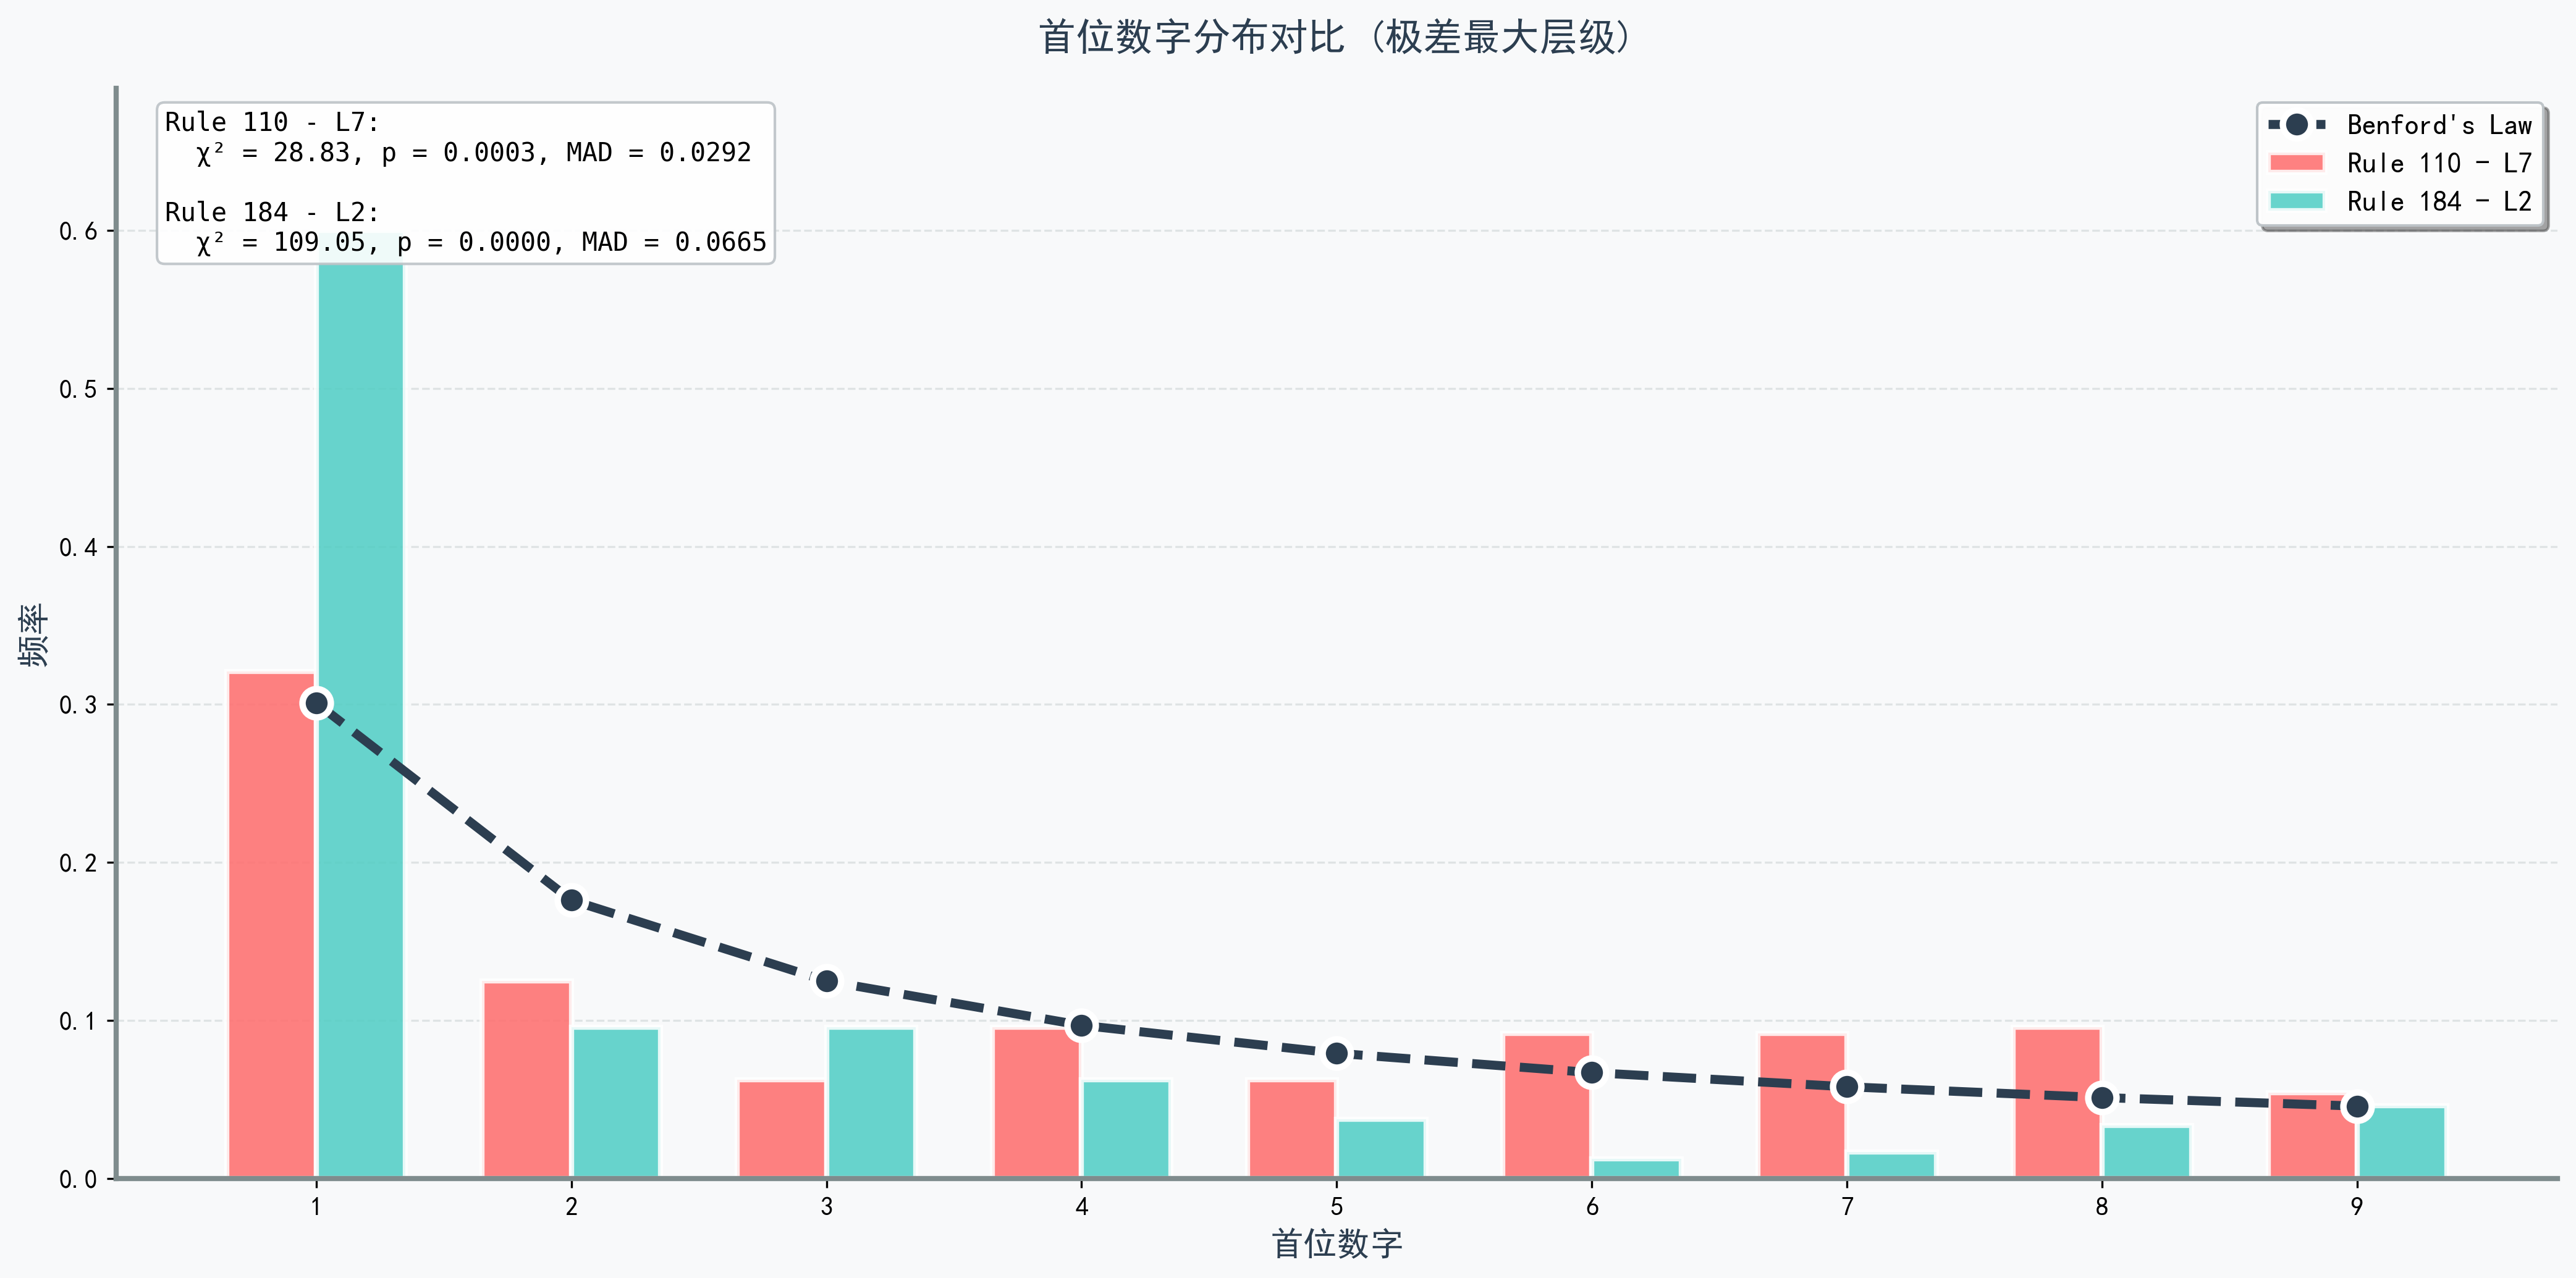 首位数字分布对比 (极差最大层级)
Rule 110 - L7:
χ² = 28.83, p = 0.0003, MAD = 0.0292
Rule 184 - L2:
χ² = 109.05, p = 0.0000, MAD = 0.0665
Benford's Law
Rule 110 - L7
Rule 184 - L2
频率
0.6
0.5
0.4
0.3
0.2
0.1
0.0
1 2 3 4 5 6 7 8 9
首位数字